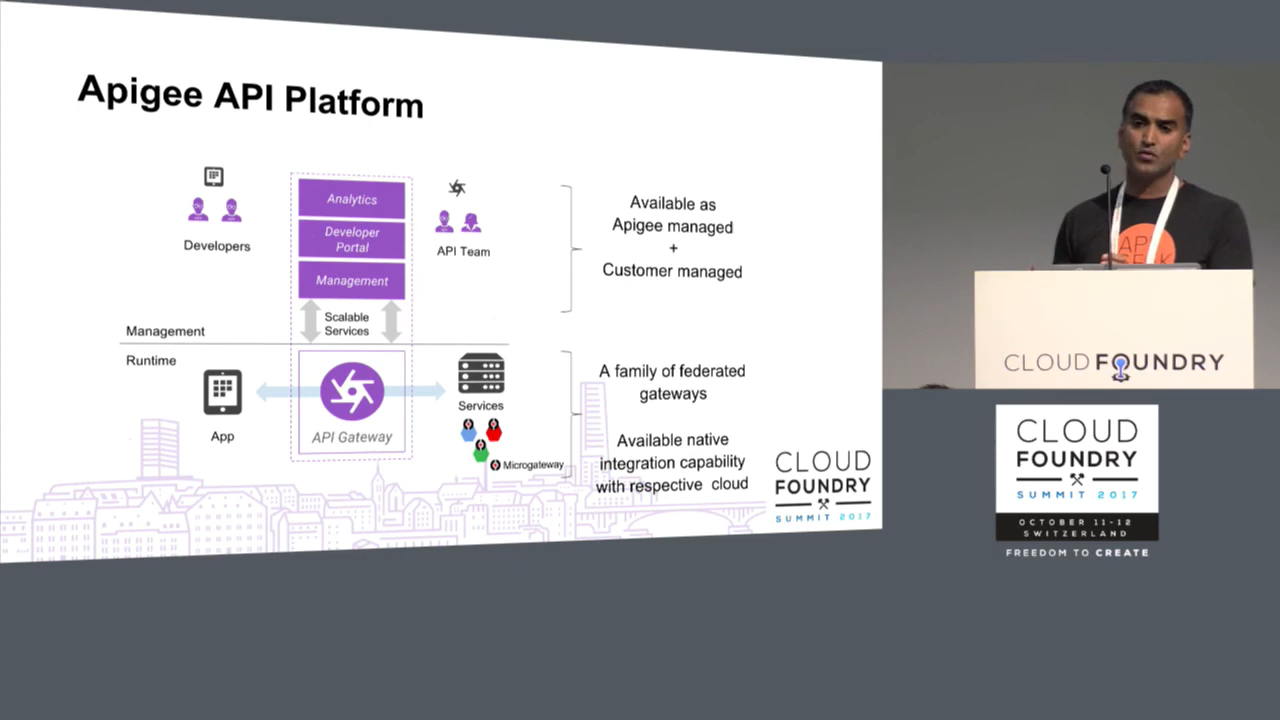 Apigee API Platform
Analytics
Developer
Portal
Management
Developers
API Team
Scalable
Services
Management
Runtime
App
API Gateway
Services
Microgateway
Available as
Apigee managed
+
Customer managed
A family of federated
gateways
Available native
integration capability
with respective cloud
CLOUD
FOUNDRY
SUMMIT 2017
CLOUD FOUNDRY
CLOUD
FOUNDRY
SUMMIT 2017
OCTOBER 11-12
SWITZERLAND
FREEDOM TO CREATE